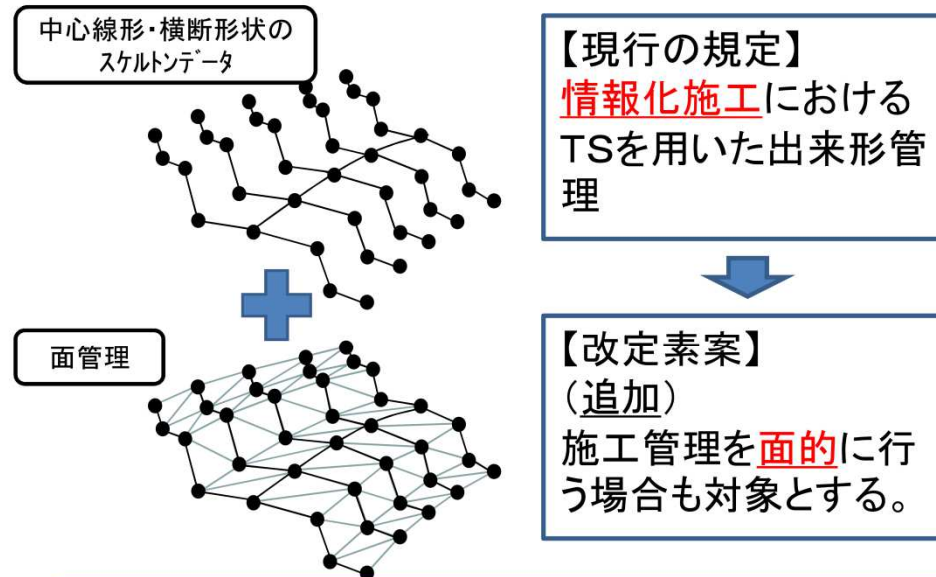 中心線形・横断形状の
スケルトンデータ
【現行の規定】
情報化施工における
TSを用いた出来形管
理
面管理
【改定素案】
（追加）
施工管理を面的に行
う場合も対象とする。